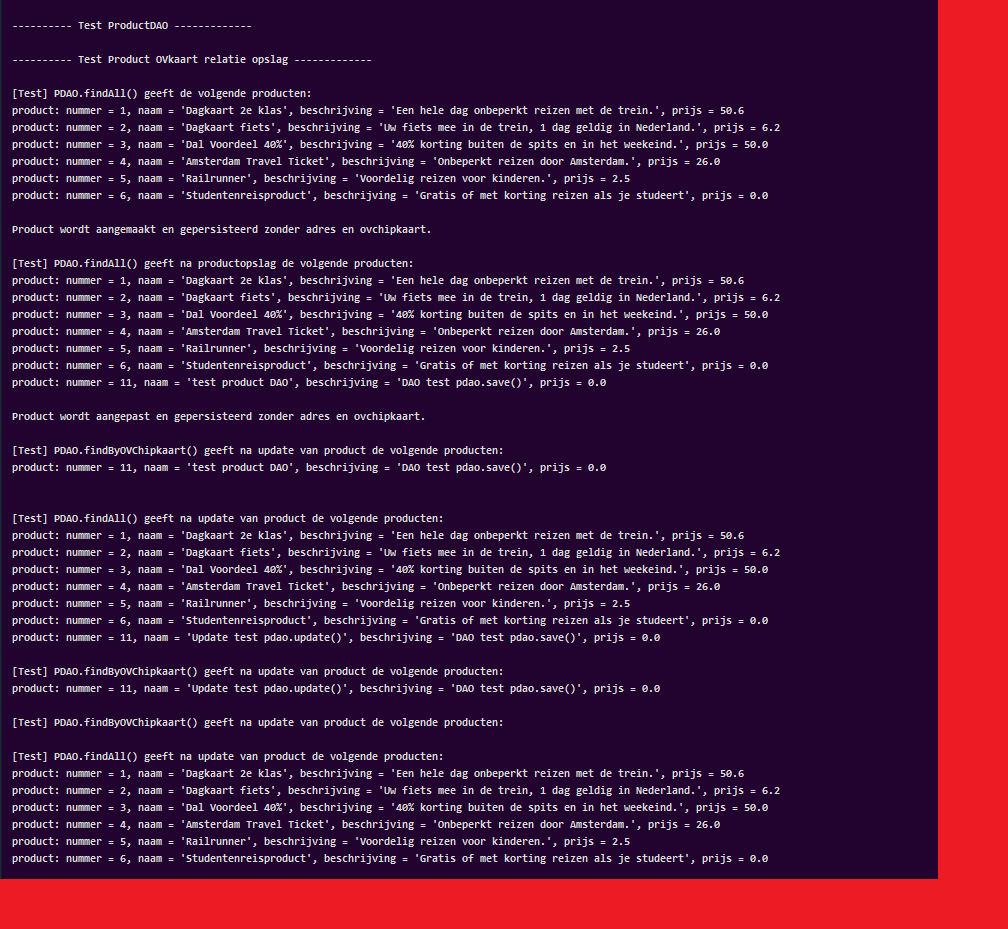 ---------- Test ProductDAO -------------
---------- Test Product OVkaart relatie opslag -------------
[Test] PDAO.findAll() geeft de volgende producten:
product: nummer = 1, naam = 'Dagkaart 2e klas', beschrijving = 'Een hele dag onbeperkt reizen met de trein.', prijs = 50.6
product: nummer = 2, naam = 'Dagkaart fiets', beschrijving = 'Uw fiets mee in de trein, 1 dag geldig in Nederland.', prijs = 6.2
product: nummer = 3, naam = 'Dal Voordeel 40%', beschrijving = '40% korting buiten de spits en in het weekeind.', prijs = 50.0
product: nummer = 4, naam = 'Amsterdam Travel Ticket', beschrijving = 'Onbeperkt reizen door Amsterdam.', prijs = 26.0
product: nummer = 5, naam = 'Railrunner', beschrijving = 'Voordelig reizen voor kinderen.', prijs = 2.5
product: nummer = 6, naam = 'Studentenreisproduct', beschrijving = 'Gratis of met korting reizen als je studeert', prijs = 0.0
Product wordt aangemaakt en gepersisteerd zonder adres en ovchipkaart.
[Test] PDAO.findAll() geeft na productopslag de volgende producten:
product: nummer = 1, naam = 'Dagkaart 2e klas', beschrijving = 'Een hele dag onbeperkt reizen met de trein.', prijs = 50.6
product: nummer = 2, naam = 'Dagkaart fiets', beschrijving = 'Uw fiets mee in de trein, 1 dag geldig in Nederland.', prijs = 6.2
product: nummer = 3, naam = 'Dal Voordeel 40%', beschrijving = '40% korting buiten de spits en in het weekeind.', prijs = 50.0
product: nummer = 4, naam = 'Amsterdam Travel Ticket', beschrijving = 'Onbeperkt reizen door Amsterdam.', prijs = 26.0
product: nummer = 5, naam = 'Railrunner', beschrijving = 'Voordelig reizen voor kinderen.', prijs = 2.5
product: nummer = 6, naam = 'Studentenreisproduct', beschrijving = 'Gratis of met korting reizen als je studeert', prijs = 0.0
product: nummer = 11, naam = 'test product DAO', beschrijving = 'DAO test pdao.save()', prijs = 0.0
Product wordt aangepast en gepersisteerd zonder adres en ovchipkaart.
[Test] PDAO.findByOVChipkaart() geeft na update van product de volgende producten:
product: nummer = 11, naam = 'test product DAO', beschrijving = 'DAO test pdao.save()', prijs = 0.0
[Test] PDAO.findAll() geeft na update van product de volgende producten:
product: nummer = 1, naam = 'Dagkaart 2e klas', beschrijving = 'Een hele dag onbeperkt reizen met de trein.', prijs = 50.6
product: nummer = 2, naam = 'Dagkaart fiets', beschrijving = 'Uw fiets mee in de trein, 1 dag geldig in Nederland.', prijs = 6.2
product: nummer = 3, naam = 'Dal Voordeel 40%', beschrijving = '40% korting buiten de spits en in het weekeind.', prijs = 50.0
product: nummer = 4, naam = 'Amsterdam Travel Ticket', beschrijving = 'Onbeperkt reizen door Amsterdam.', prijs = 26.0
product: nummer = 5, naam = 'Railrunner', beschrijving = 'Voordelig reizen voor kinderen.', prijs = 2.5
product: nummer = 6, naam = 'Studentenreisproduct', beschrijving = 'Gratis of met korting reizen als je studeert', prijs = 0.0
product: nummer = 11, naam = 'Update test pdao.update()', beschrijving = 'DAO test pdao.save()', prijs = 0.0
[Test] PDAO.findByOVChipkaart() geeft na update van product de volgende producten:
product: nummer = 11, naam = 'Update test pdao.update()', beschrijving = 'DAO test pdao.save()', prijs = 0.0
[Test] PDAO.findByOVChipkaart() geeft na update van product de volgende producten:
[Test] PDAO.findAll() geeft na update van product de volgende producten:
product: nummer = 1, naam = 'Dagkaart 2e klas', beschrijving = 'Een hele dag onbeperkt reizen met de trein.', prijs = 50.6
product: nummer = 2, naam = 'Dagkaart fiets', beschrijving = 'Uw fiets mee in de trein, 1 dag geldig in Nederland.', prijs = 6.2
product: nummer = 3, naam = 'Dal Voordeel 40%', beschrijving = '40% korting buiten de spits en in het weekeind.', prijs = 50.0
product: nummer = 4, naam = 'Amsterdam Travel Ticket', beschrijving = 'Onbeperkt reizen door Amsterdam.', prijs = 26.0
product: nummer = 5, naam = 'Railrunner', beschrijving = 'Voordelig reizen voor kinderen.', prijs = 2.5
product: nummer = 6, naam = 'Studentenreisproduct', beschrijving = 'Gratis of met korting reizen als je studeert', prijs = 0.0